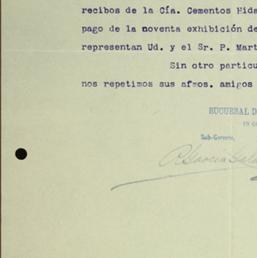 recibos de la Cía. Cementos Hida
pago de la noventa exhibición de
representan Ud. y el Sr. P. Mart
Sin otro particu
nos repetimos sus afmos. amigos
SUCURSAL D
Sub-Gerente,